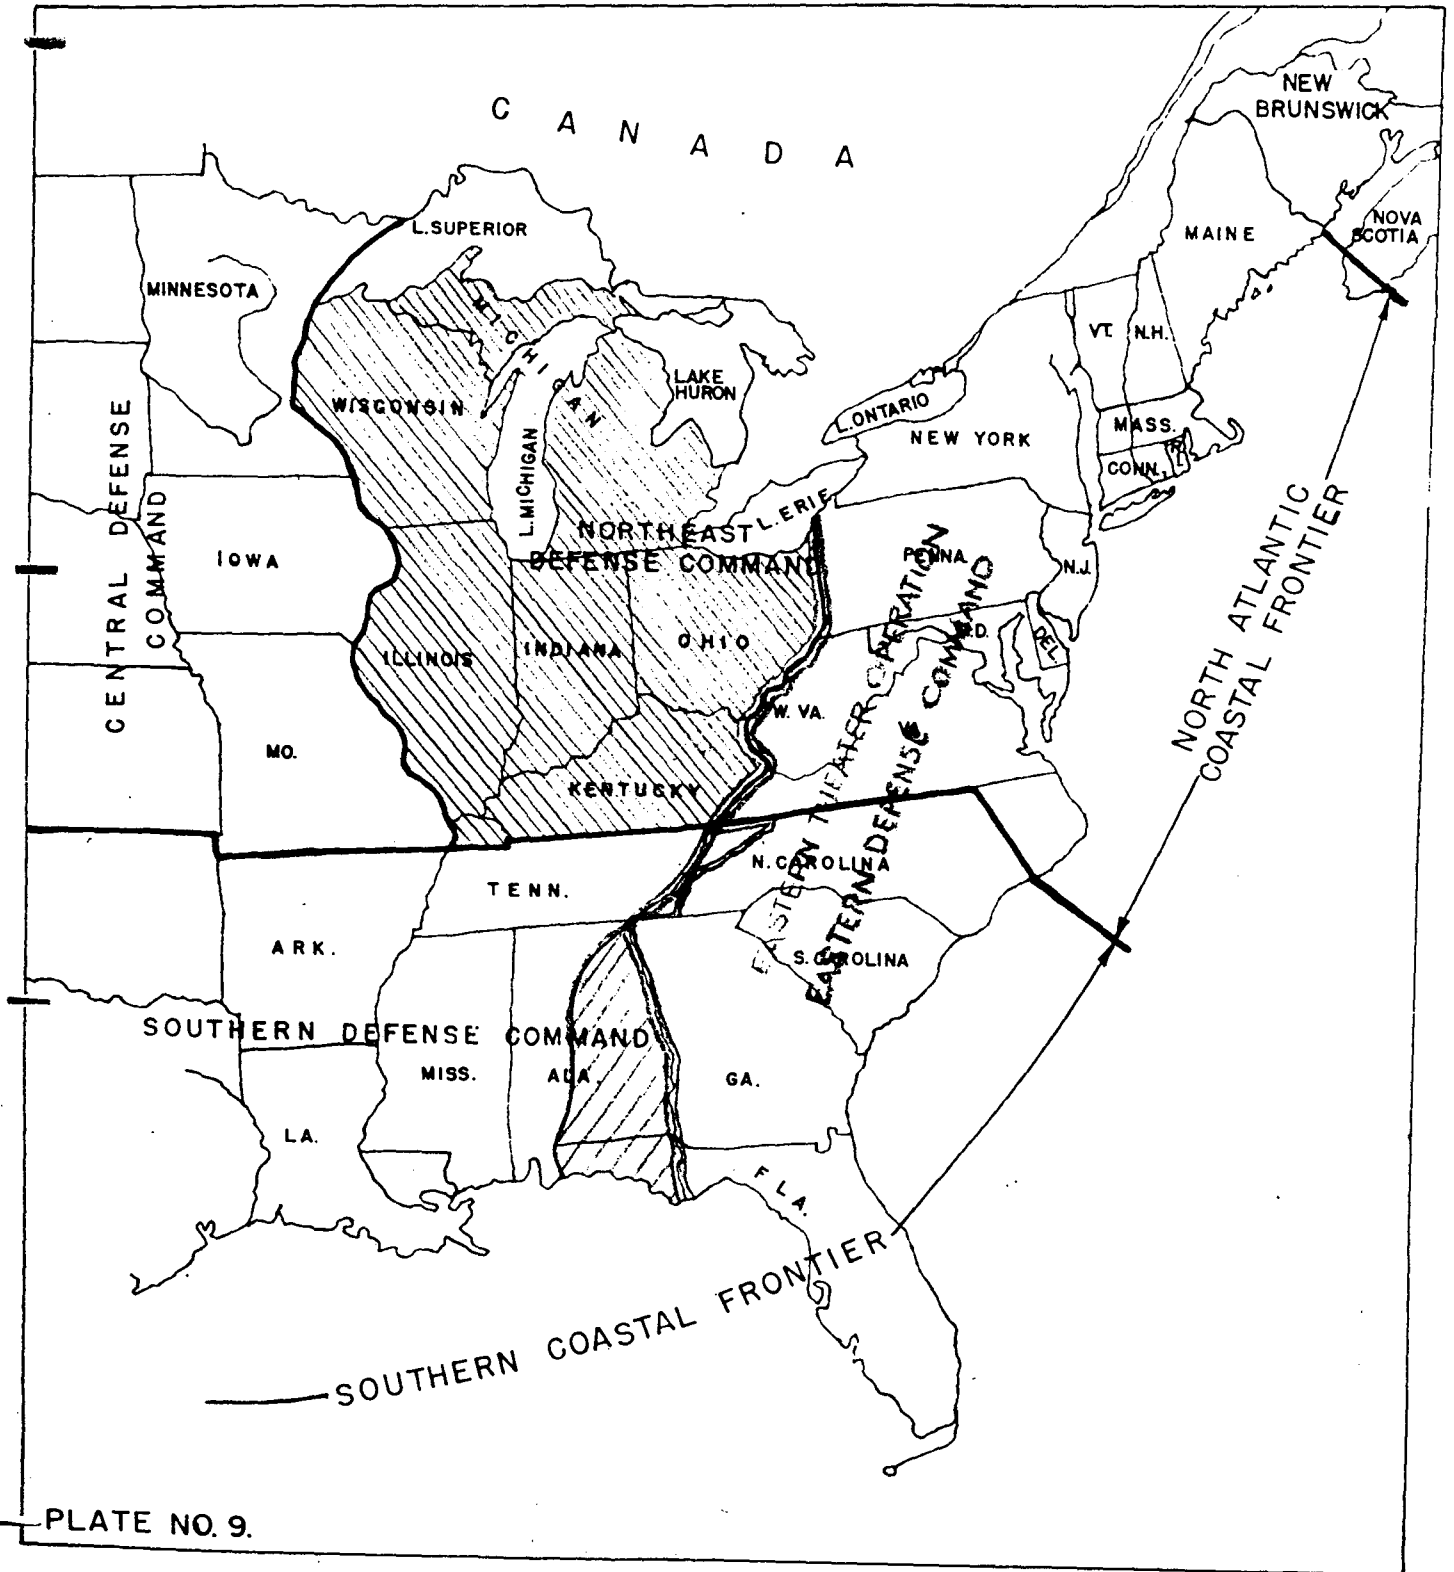 CANADA
NEW
BRUNSWICK
NOVA
SCOTIA
MAINE
L. SUPERIOR
MINNESOTA
MICHIGAN
VT.
N.H.
LAKE
HURON
WISCONSIN
L. ONTARIO
NEW YORK
MASS.
CONN.
R.I.
L. MICHIGAN
L. ERIE
CENTRAL DEFENSE
COMMAND
NORTHEAST
DEFENSE COMMAND
IOWA
PENNA.
N.J.
NORTH ATLANTIC
COASTAL FRONTIER
ILLINOIS
INDIANA
OHIO
M.D.
DEL.
W. VA.
VA.
MO.
KENTUCKY
EASTERN THEATER OPERATION
EASTERN DEFENSE COMMAND
N. CAROLINA
TENN.
ARK.
S. CAROLINA
SOUTHERN DEFENSE COMMAND
MISS.
ALA.
GA.
LA.
FLA.
SOUTHERN COASTAL FRONTIER
PLATE NO. 9.